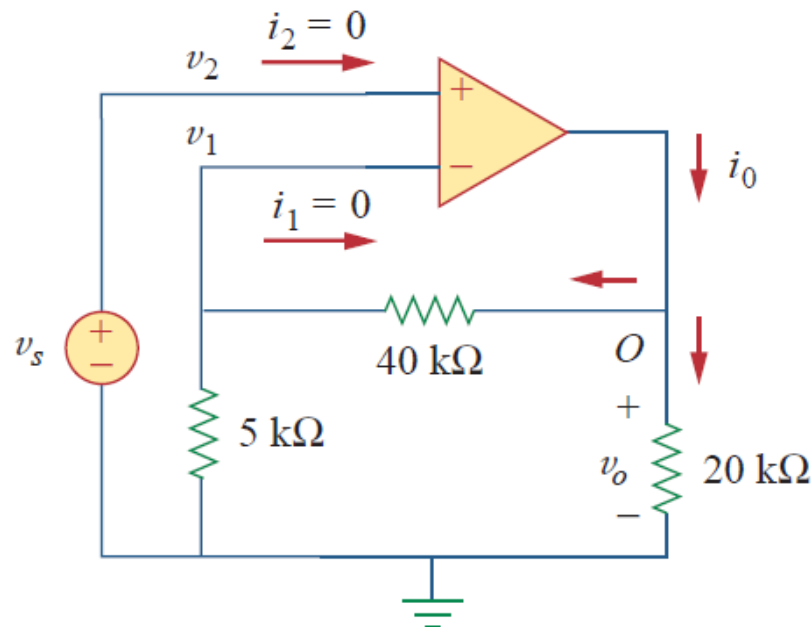 i₂ = 0
v₂
+
v₁
−
i₁ = 0
i₀
+
−
vₛ
40 kΩ
O
5 kΩ
+
vₒ
−
20 kΩ